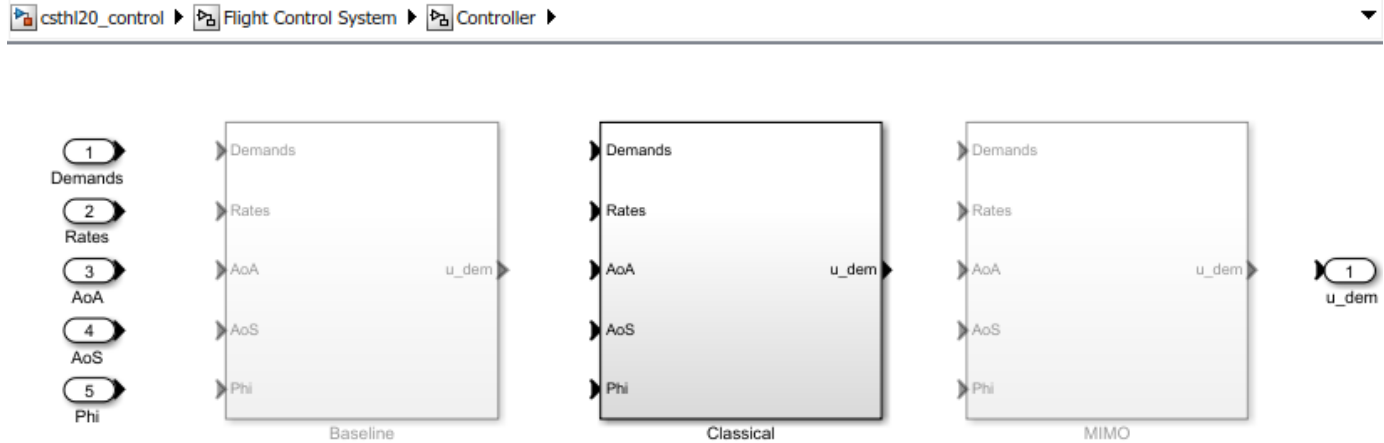 csthl20_control Flight Control System Controller
1
Demands
2
Rates
3
AoA
4
AoS
5
Phi
Demands
Rates
AoA
u_dem
AoS
Phi
Baseline
Demands
Rates
AoA
u_dem
AoS
Phi
Classical
Demands
Rates
AoA
u_dem
AoS
Phi
MIMO
1
u_dem